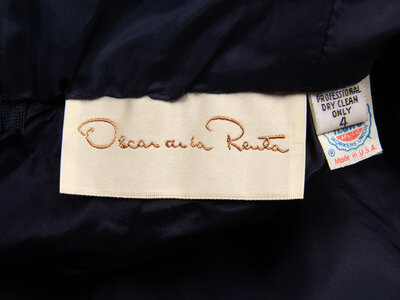 Oscar de la Renta
PROFESSIONAL
DRY CLEAN
ONLY
4
®
Made in U.S.A.